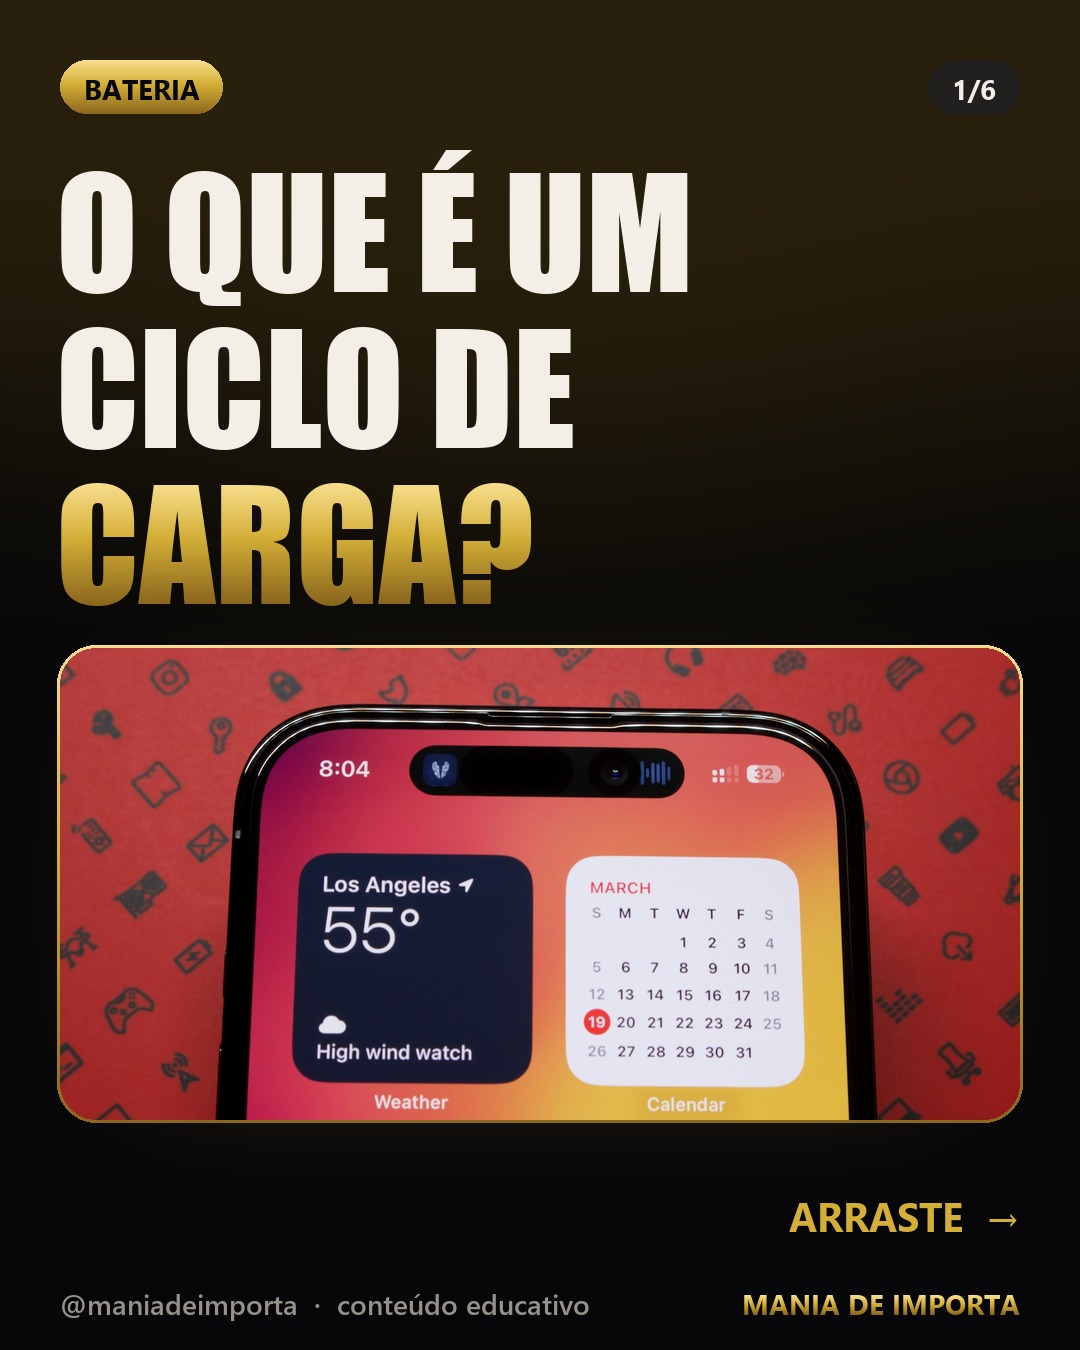 BATERIA
1/6
O QUE É UM
CICLO DE
CARGA?
8:04
32
Los Angeles
55°
High wind watch
Weather
MARCH
S M T W T F S
1 2 3 4
5 6 7 8 9 10 11
12 13 14 15 16 17 18
19 20 21 22 23 24 25
26 27 28 29 30 31
Calendar
ARRASTE →
@maniadeimporta · conteúdo educativo
MANIA DE IMPORTA